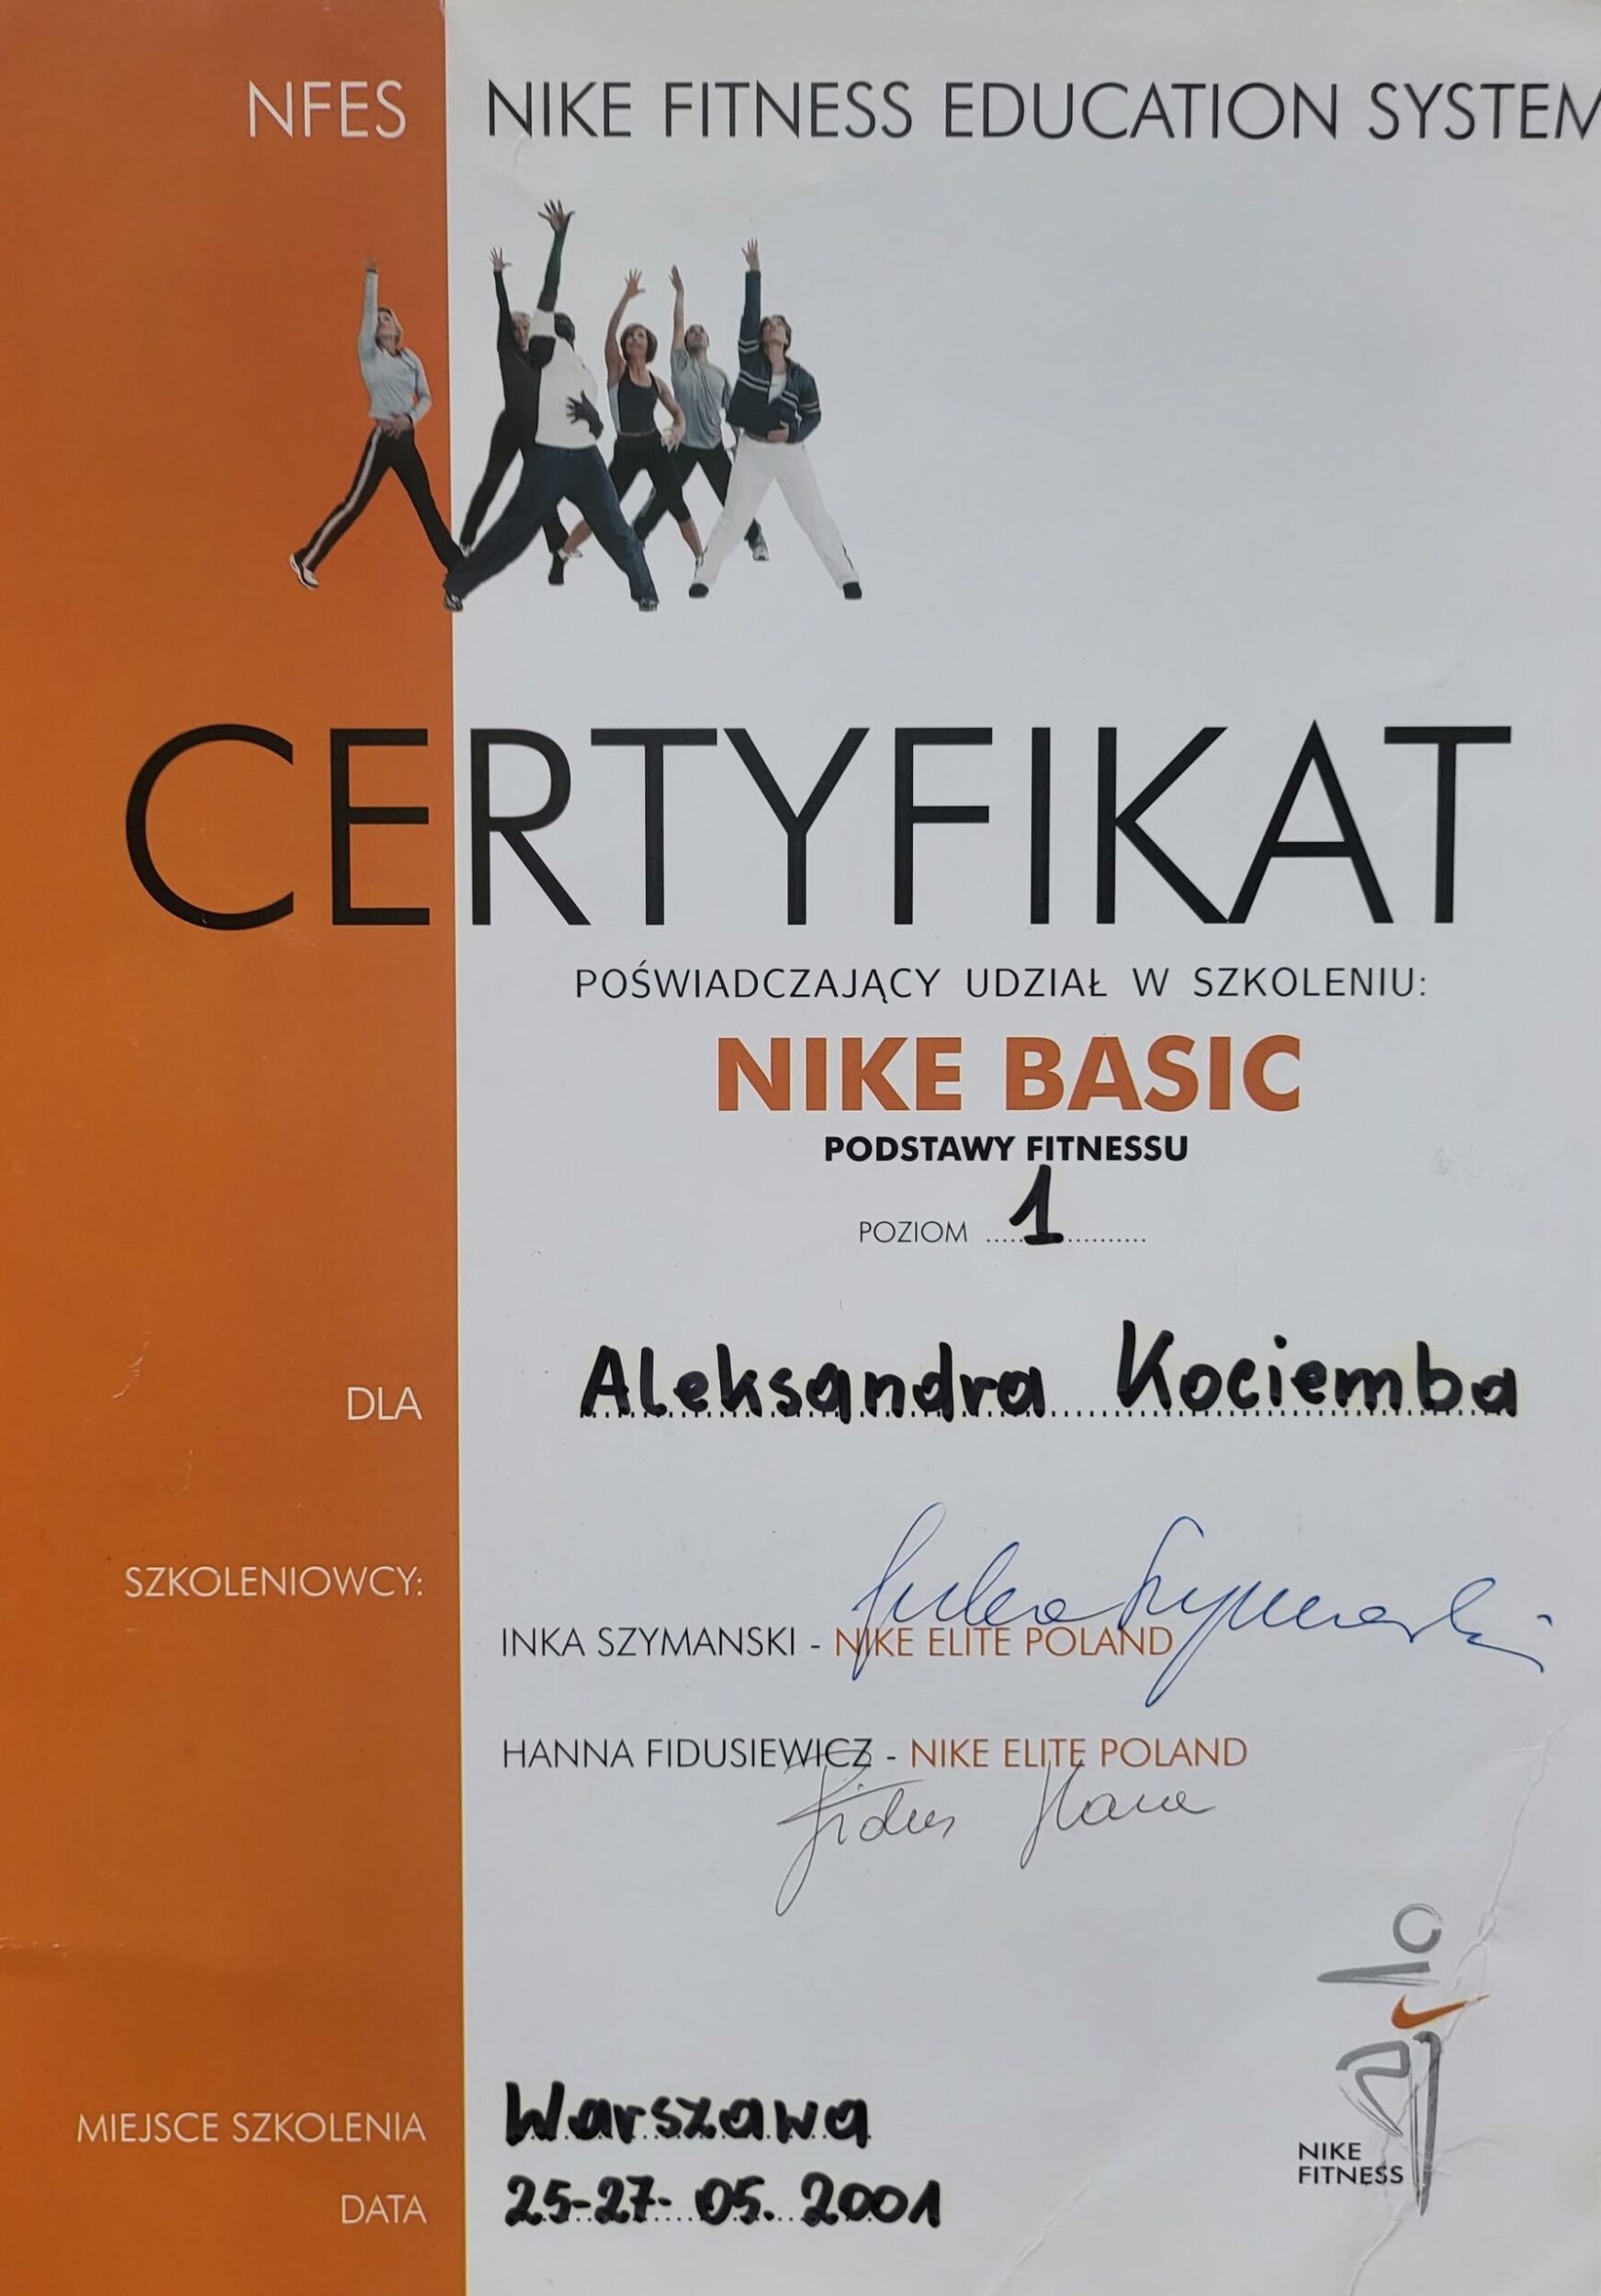 NFES NIKE FITNESS EDUCATION SYSTEM
CERTYFIKAT
POŚWIADCZAJĄCY UDZIAŁ W SZKOLENIU:
NIKE BASIC
PODSTAWY FITNESSU
POZIOM .....1..........
DLA Aleksandra Kociemba
SZKOLENIOWCY:
INKA SZYMANSKI - NIKE ELITE POLAND
HANNA FIDUSIEWICZ - NIKE ELITE POLAND
Fidus Hana
MIEJSCE SZKOLENIA Warszawa
NIKE
FITNESS
DATA 25-27-05.2001